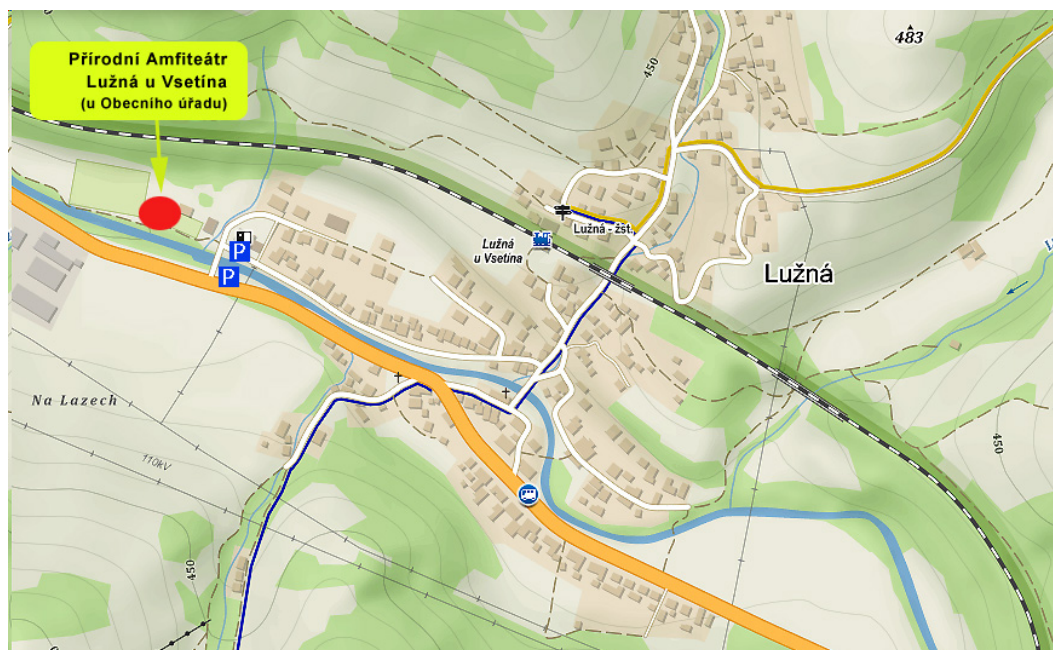 Přírodní Amfiteátr
Lužná u Vsetína
(u Obecního úřadu)
483
450
Lužná - žst.
Lužná
u Vsetína
Lužná
P
P
Na Lazech
110kV
450
450